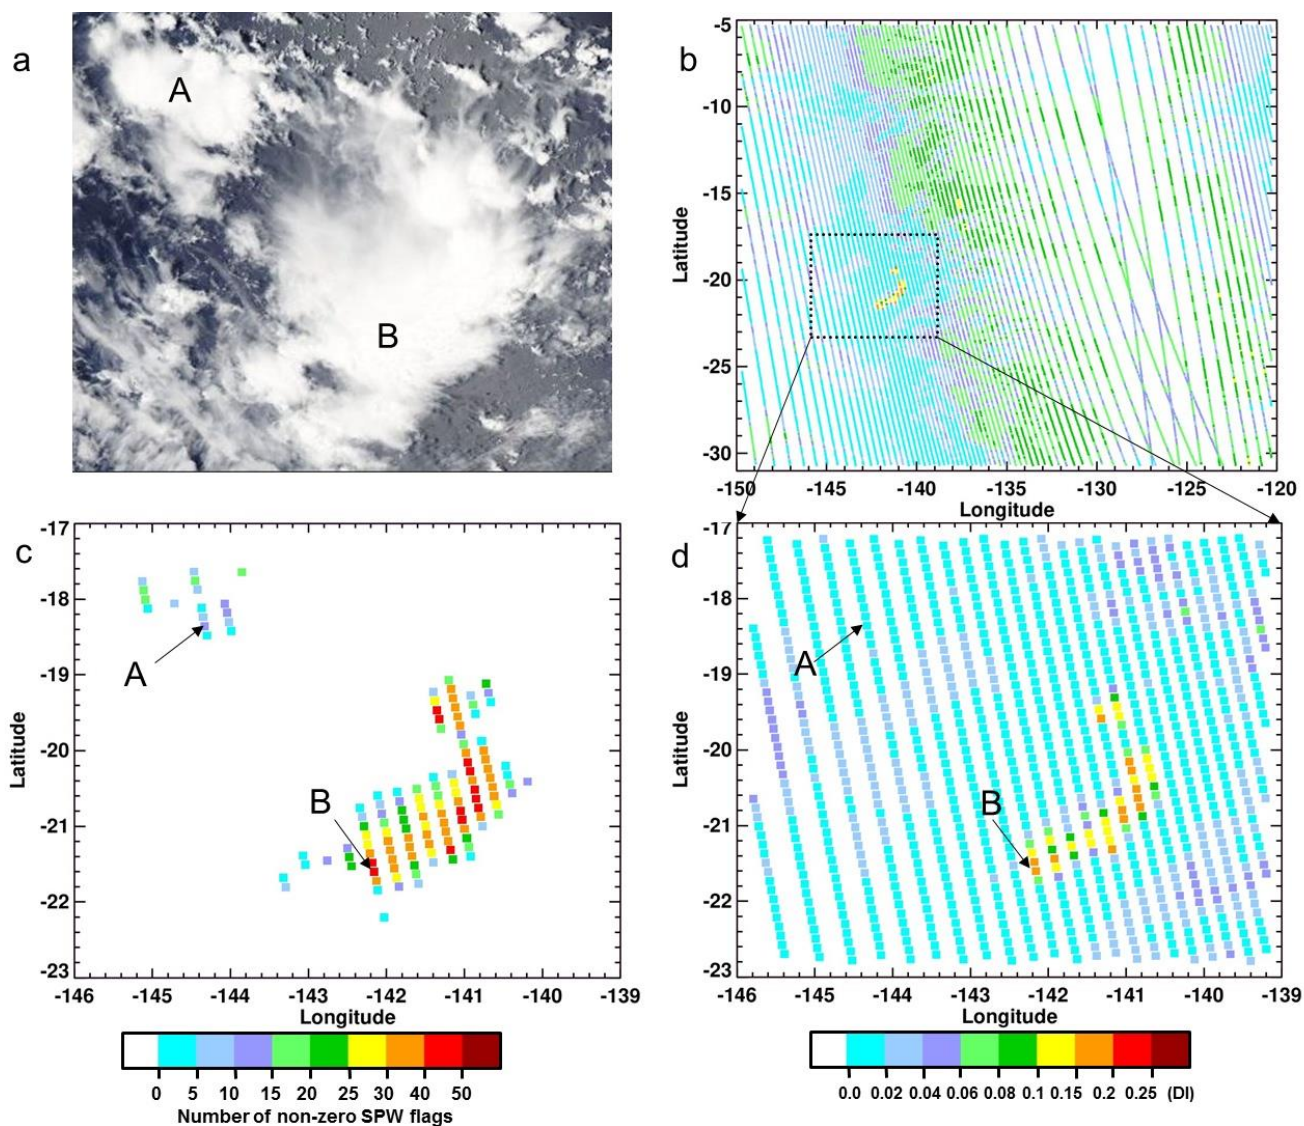 a
A
B
b
-5
-10
-15
-20
-25
-30
Latitude
-150 -145 -140 -135 -130 -125 -120
Longitude
c
-17
-18
-19
-20
-21
-22
-23
Latitude
A
B
-146 -145 -144 -143 -142 -141 -140 -139
Longitude
0 5 10 15 20 25 30 40 50
Number of non-zero SPW flags
d
-17
-18
-19
-20
-21
-22
-23
Latitude
A
B
-146 -145 -144 -143 -142 -141 -140 -139
Longitude
0.0 0.02 0.04 0.06 0.08 0.1 0.15 0.2 0.25 (DI)